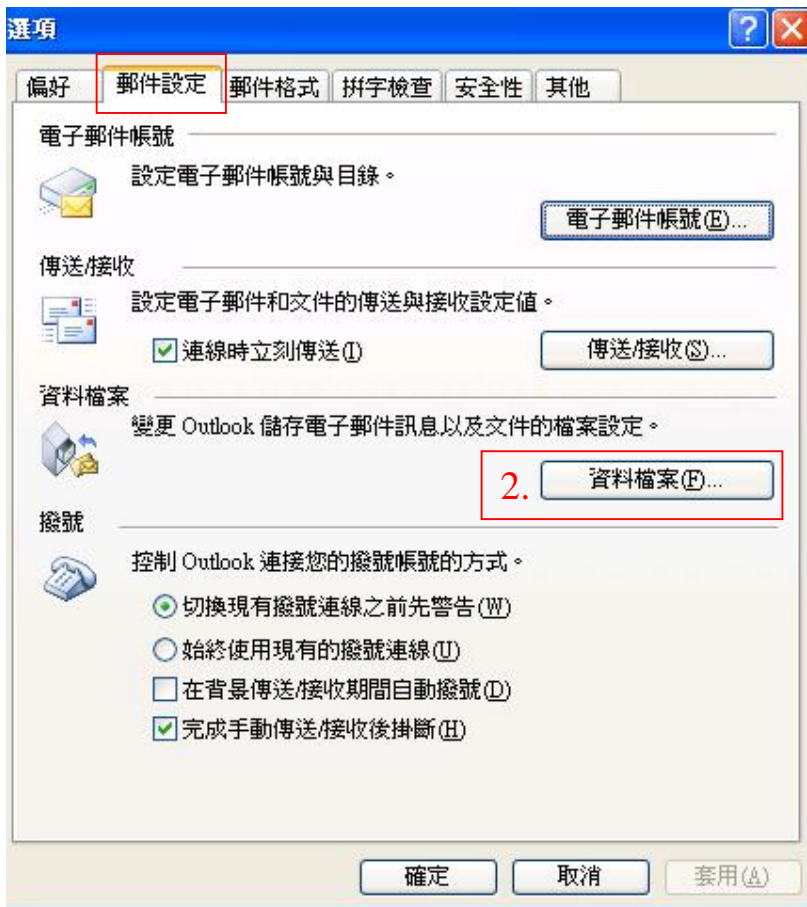 選項
偏好 郵件設定 郵件格式 拼字檢查 安全性 其他
電子郵件帳號
設定電子郵件帳號與目錄。
電子郵件帳號(E)...
傳送/接收
設定電子郵件和文件的傳送與接收設定值。
連線時立刻傳送(I)
傳送/接收(S)...
資料檔案
變更 Outlook 儲存電子郵件訊息以及文件的檔案設定。
2. 資料檔案(F)...
撥號
控制 Outlook 連接您的撥號帳號的方式。
切換現有撥號連線之前先警告(W)
始終使用現有的撥號連線(U)
在背景傳送/接收期間自動撥號(D)
完成手動傳送/接收後掛斷(H)
確定 取消 套用(A)